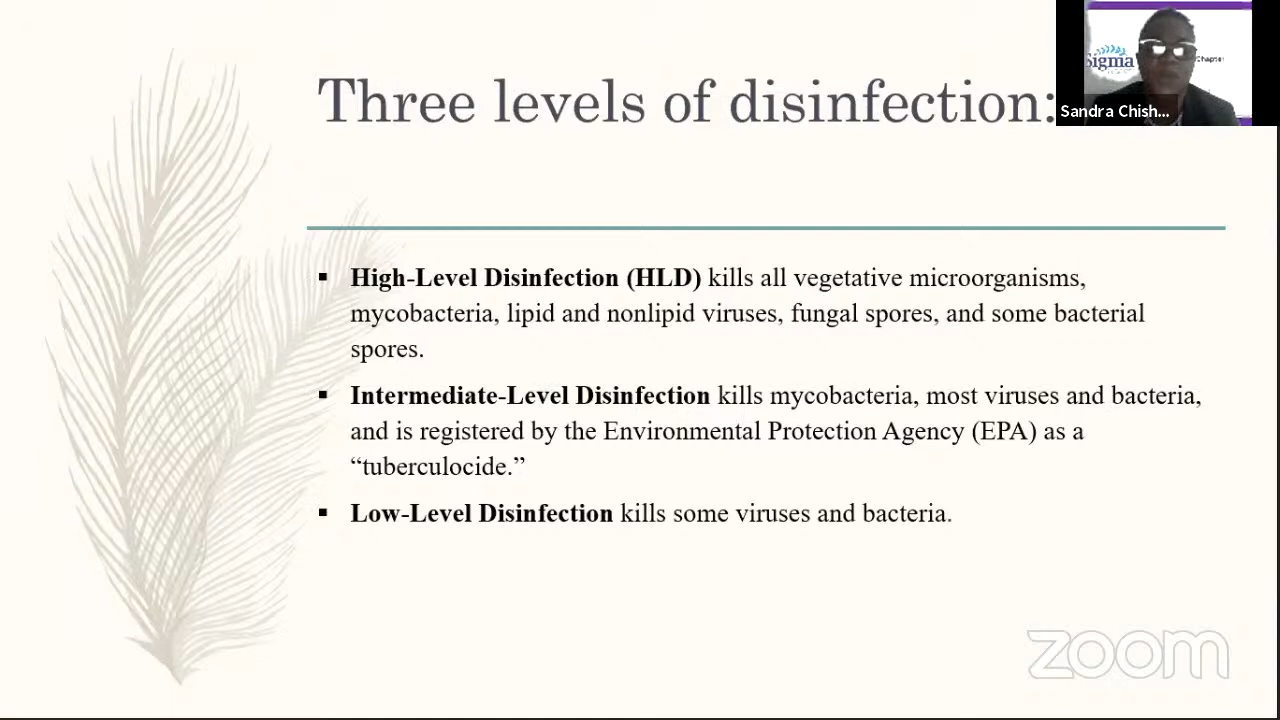 Three levels of disinfection:
Sigma
Chapter
Sandra Chish...
▪ High-Level Disinfection (HLD) kills all vegetative microorganisms,
mycobacteria, lipid and nonlipid viruses, fungal spores, and some bacterial
spores.
▪ Intermediate-Level Disinfection kills mycobacteria, most viruses and bacteria,
and is registered by the Environmental Protection Agency (EPA) as a
“tuberculocide.”
▪ Low-Level Disinfection kills some viruses and bacteria.
zoom